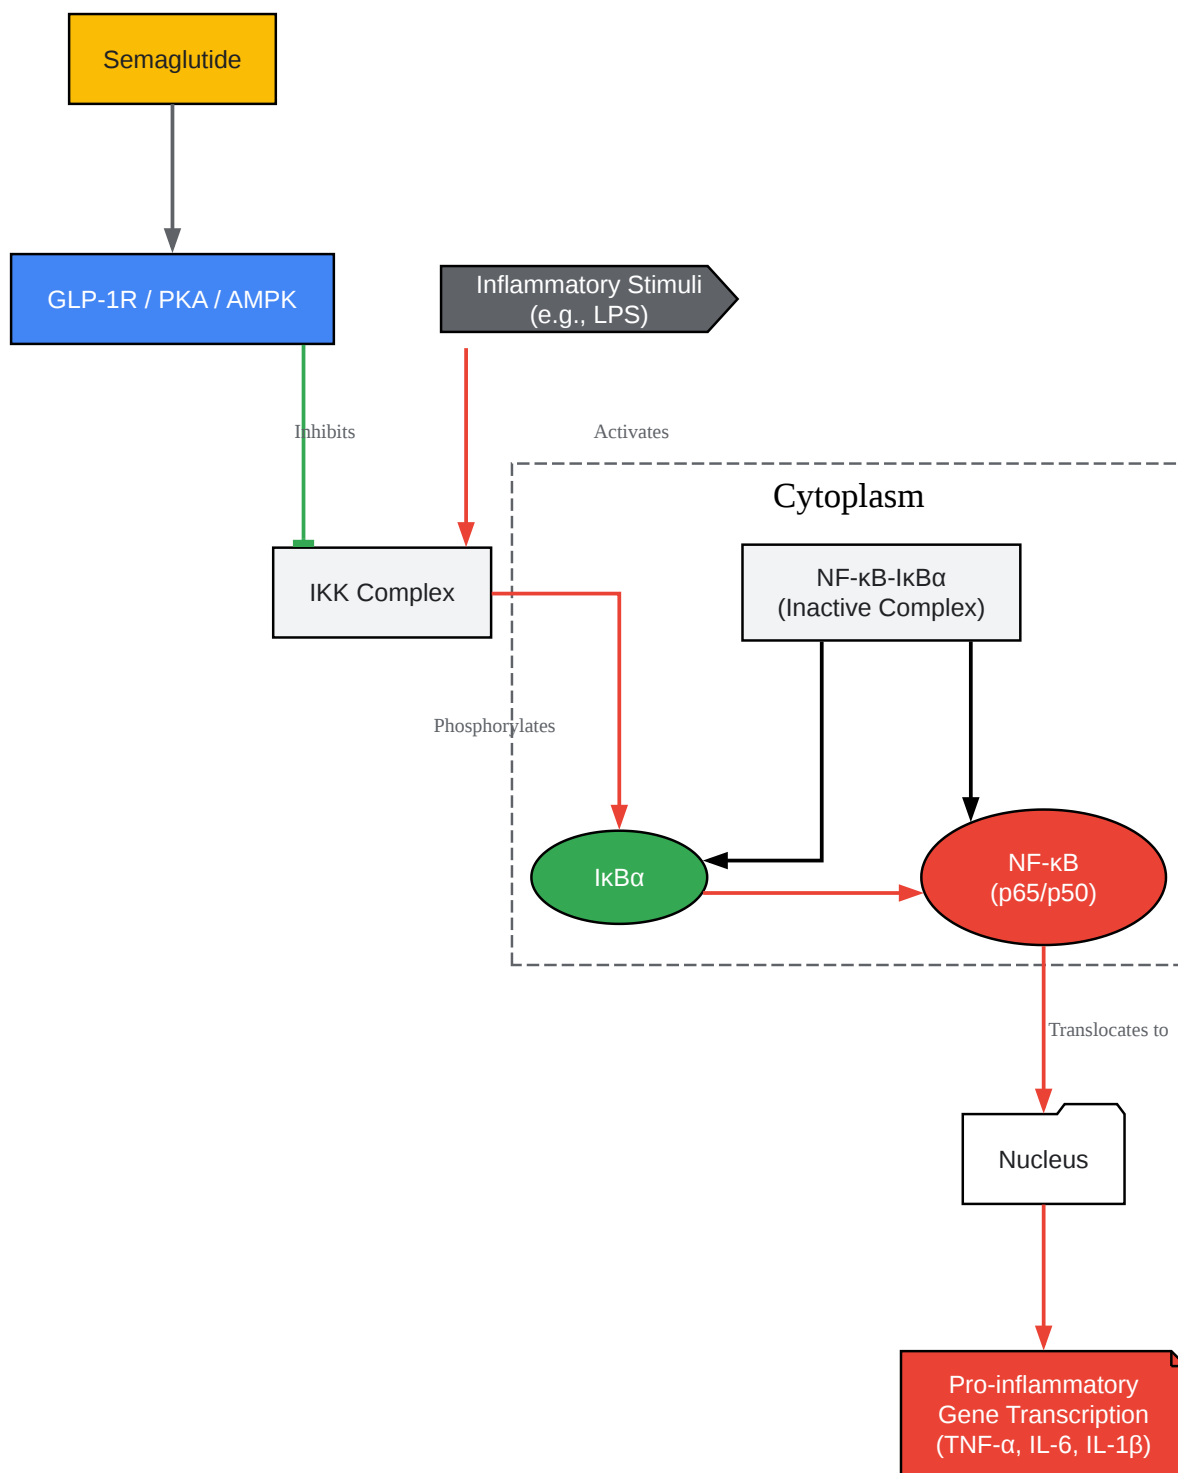 Semaglutide
GLP-1R / PKA / AMPK
Inflammatory Stimuli
(e.g., LPS)
Inhibits
Activates
Cytoplasm
IKK Complex
NF-κB-IκBα
(Inactive Complex)
Phosphorylates
IκBα
NF-κB
(p65/p50)
Translocates to
Nucleus
Pro-inflammatory
Gene Transcription
(TNF-α, IL-6, IL-1β)